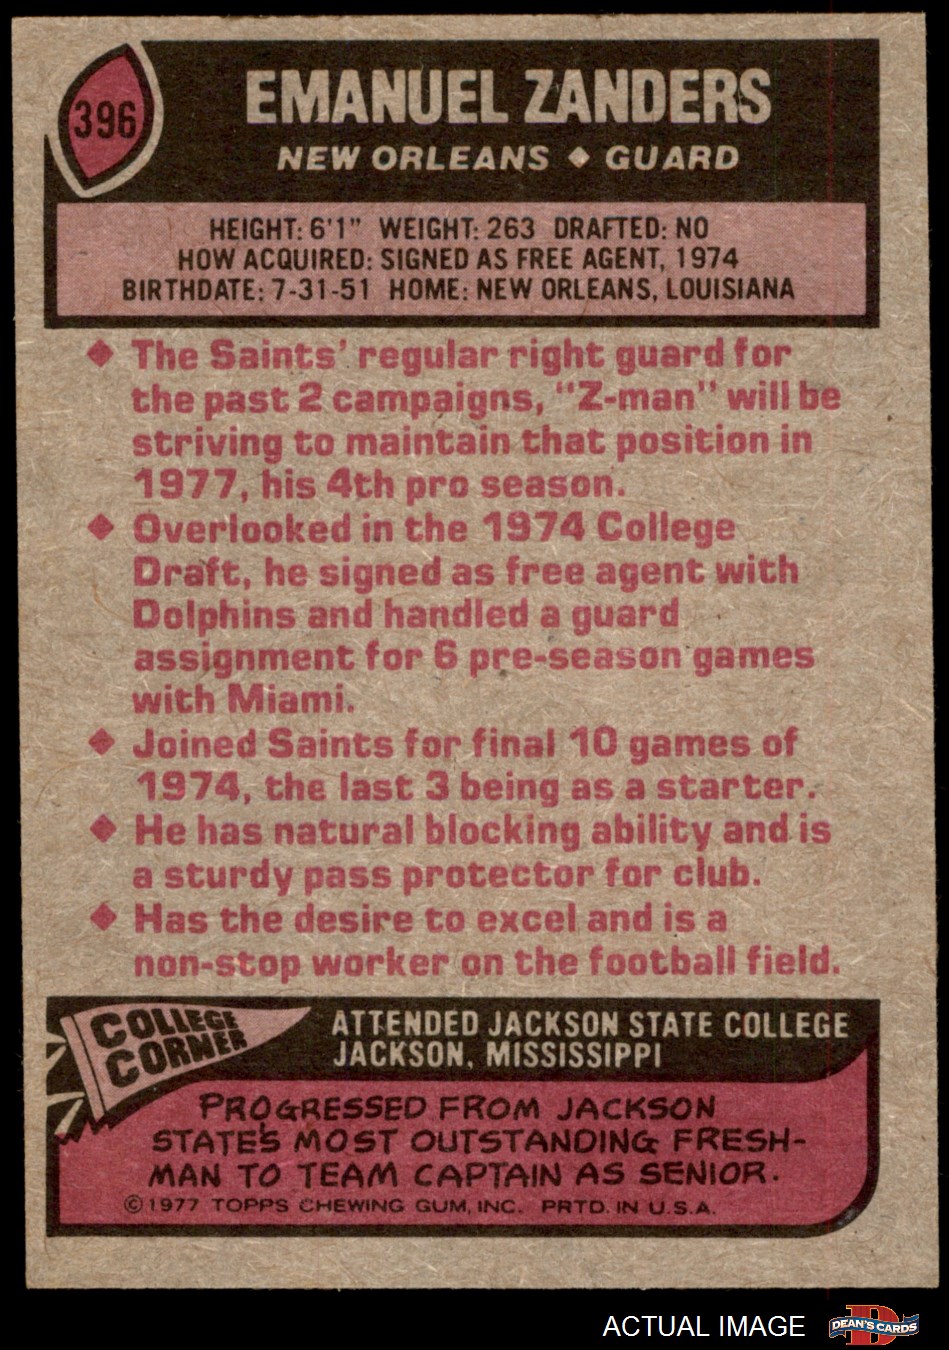 396
EMANUEL ZANDERS
NEW ORLEANS ◆ GUARD
HEIGHT: 6'1" WEIGHT: 263 DRAFTED: NO
HOW ACQUIRED: SIGNED AS FREE AGENT, 1974
BIRTHDATE: 7-31-51 HOME: NEW ORLEANS, LOUISIANA
◆ The Saints' regular right guard for
the past 2 campaigns, "Z-man" will be
striving to maintain that position in
1977, his 4th pro season.
◆ Overlooked in the 1974 College
Draft, he signed as free agent with
Dolphins and handled a guard
assignment for 6 pre-season games
with Miami.
◆ Joined Saints for final 10 games of
1974, the last 3 being as a starter.
◆ He has natural blocking ability and is
a sturdy pass protector for club.
◆ Has the desire to excel and is a
non-stop worker on the football field.
COLLEGE
CORNER
ATTENDED JACKSON STATE COLLEGE
JACKSON, MISSISSIPPI
PROGRESSED FROM JACKSON
STATE'S MOST OUTSTANDING FRESH-
MAN TO TEAM CAPTAIN AS SENIOR.
©1977 TOPPS CHEWING GUM, INC. PRTD. IN U.S.A.
ACTUAL IMAGE
D
DEAN'S CARDS